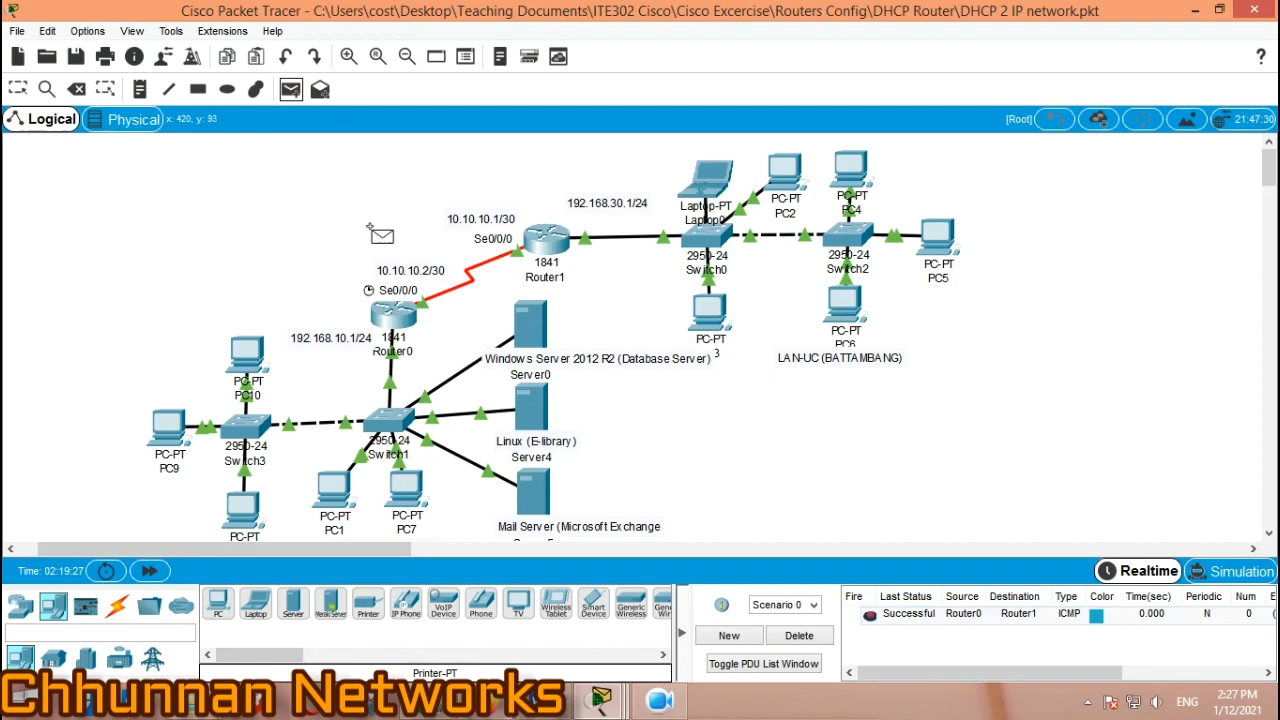 Cisco Packet Tracer - C:\Users\cost\Desktop\Teaching Documents\ITE302 Cisco\Cisco Excercise\Routers Config\DHCP Router\DHCP 2 IP network.pkt
File Edit Options View Tools Extensions Help
Logical Physical x: 420, y: 93 [Root] 21:47:30
192.168.30.1/24
Laptop-PT
Laptop0
PC-PT
PC2
PC-PT
PC4
10.10.10.1/30
Se0/0/0
1841
Router1
2950-24
Switch0
2950-24
Switch2
PC-PT
PC5
10.10.10.2/30
Se0/0/0
192.168.10.1/24
1841
Router0
PC-PT
3
PC-PT
PC6
LAN-UC (BATTAMBANG)
Windows Server 2012 R2 (Database Server)
Server0
PC-PT
PC10
2950-24
Switch3
PC-PT
PC9
2950-24
Switch1
Linux (E-library)
Server4
PC-PT
PC1
PC-PT
PC7
Mail Server (Microsoft Exchange
PC-PT
Time: 02:19:27 Realtime Simulation
PC Laptop Server Meraki Server Printer IP Phone VoIP Device Phone TV Wireless Tablet Smart Device Generic Wireless
Printer-PT
Scenario 0
New Delete
Toggle PDU List Window
Fire Last Status Source Destination Type Color Time(sec) Periodic Num
Successful Router0 Router1 ICMP 0.000 N 0
Chhunnan Networks
ENG
2:27 PM
1/12/2021